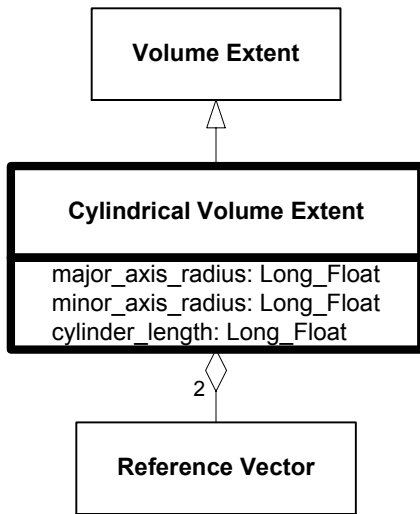 Volume Extent
Cylindrical Volume Extent
major_axis_radius: Long_Float
minor_axis_radius: Long_Float
cylinder_length: Long_Float
2
Reference Vector